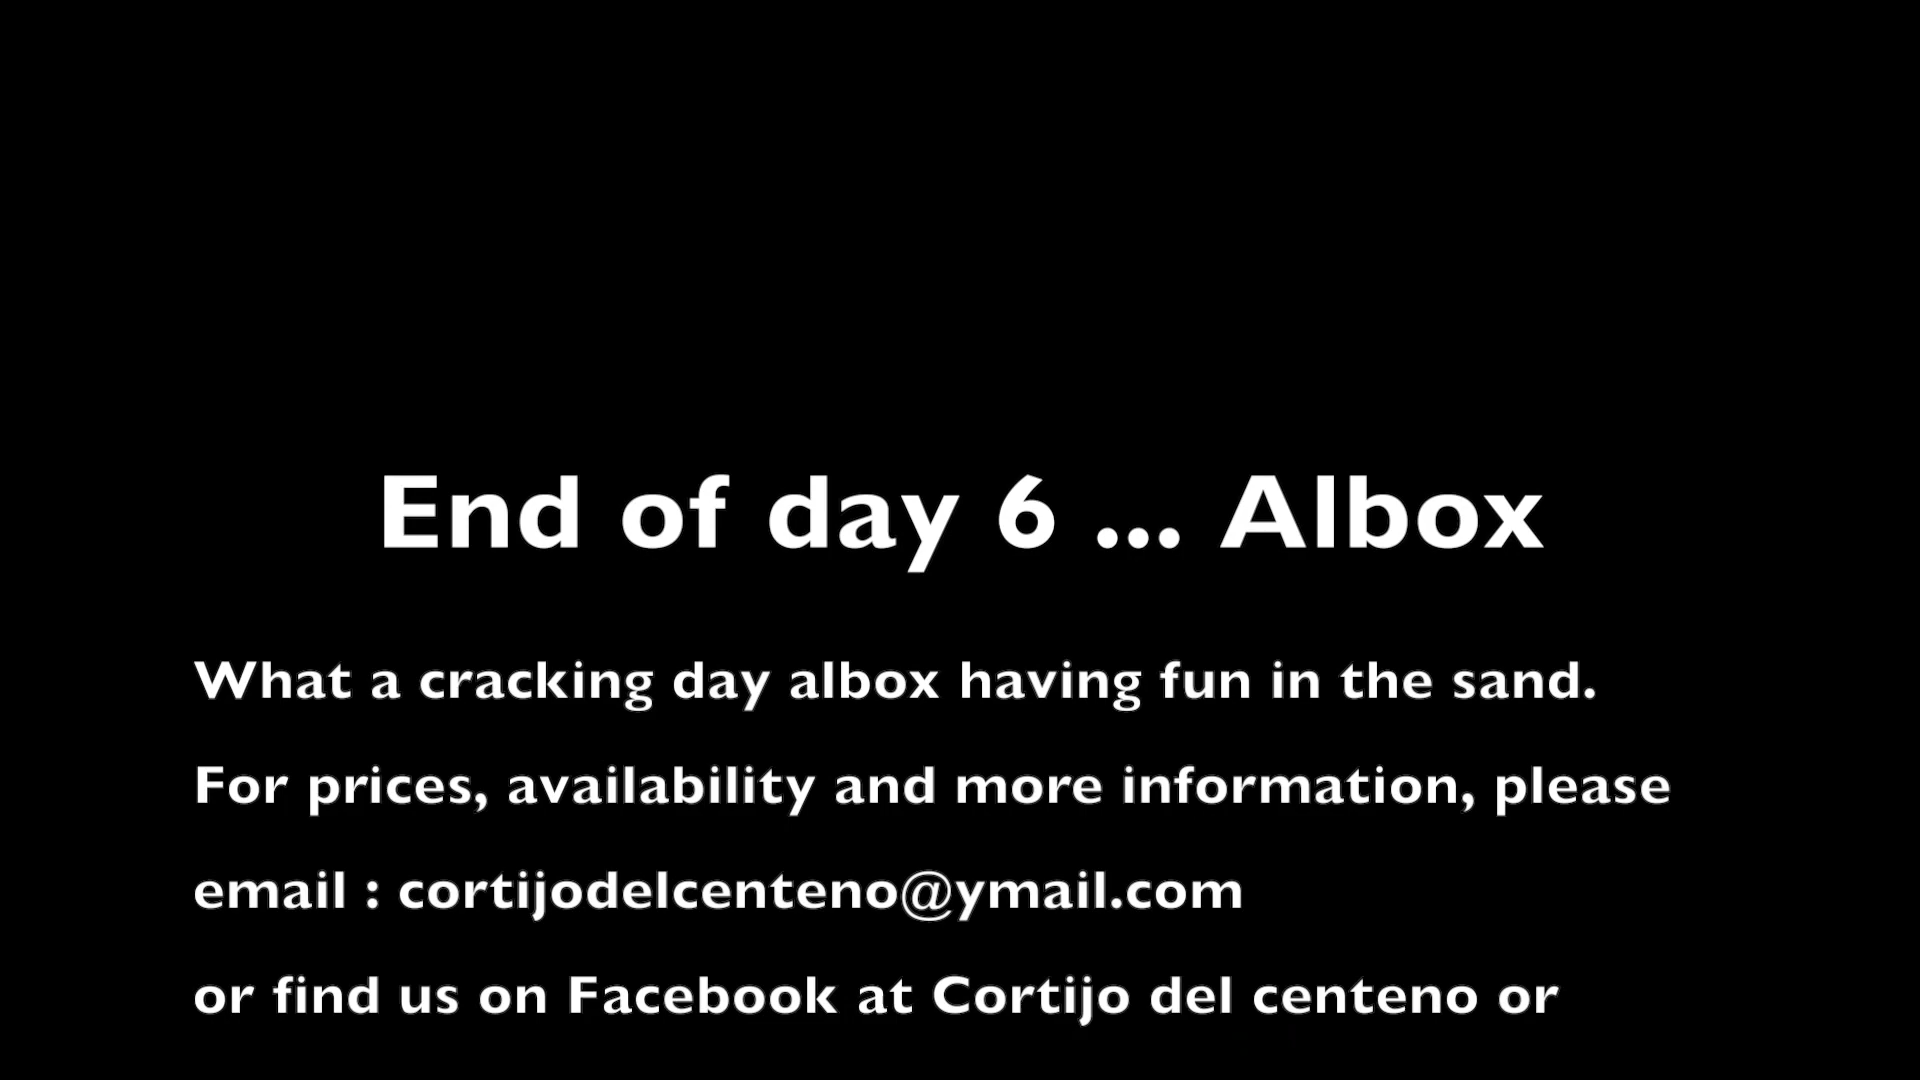 End of day 6 ... Albox
What a cracking day albox having fun in the sand.
For prices, availability and more information, please
email : cortijodelcenteno@ymail.com
or find us on Facebook at Cortijo del centeno or